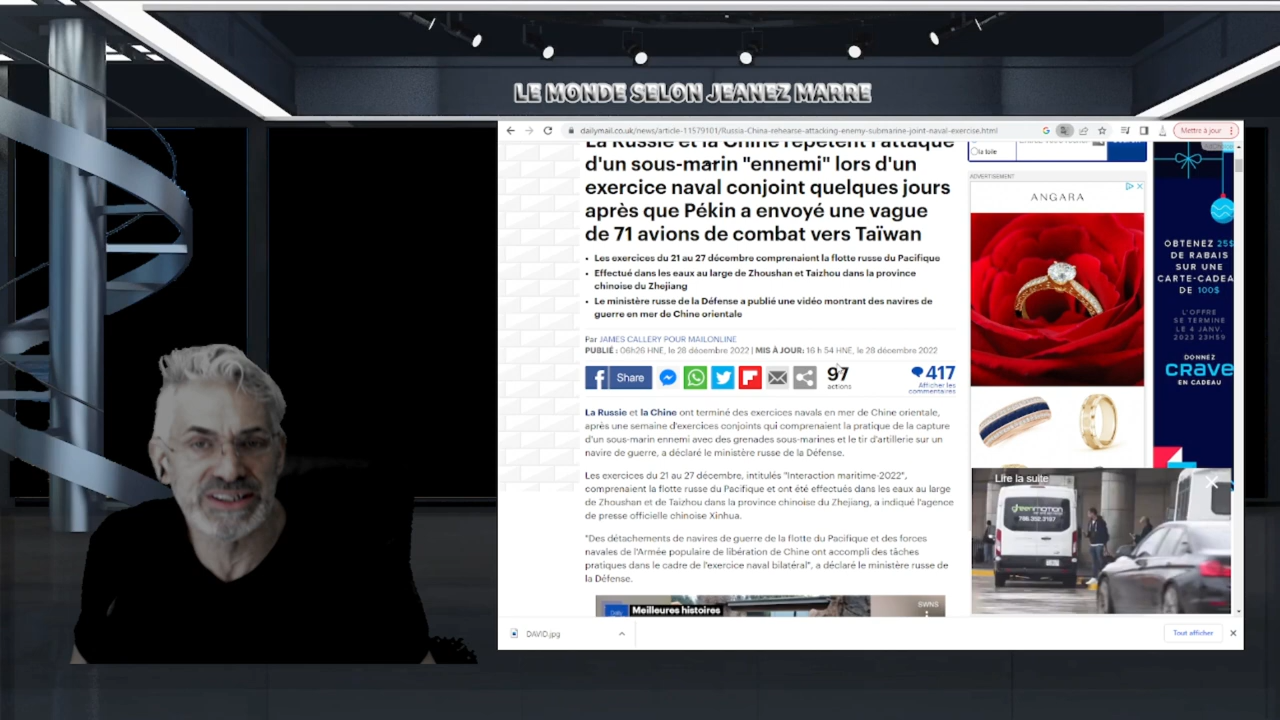 LE MONDE SELON JEANEZ MARRE
dailymail.co.uk/news/article-11579101/Russia-China-rehearse-attacking-enemy-submarine-joint-naval-exercise.html
Mettre à jour
La Russie et la Chine répètent l'attaque
d'un sous-marin "ennemi" lors d'un
exercice naval conjoint quelques jours
après que Pékin a envoyé une vague
de 71 avions de combat vers Taïwan
• Les exercices du 21 au 27 décembre comprenaient la flotte russe du Pacifique
• Effectué dans les eaux au large de Zhoushan et Taizhou dans la province
chinoise du Zhejiang
• Le ministère russe de la Défense a publié une vidéo montrant des navires de
guerre en mer de Chine orientale
Par JAMES CALLERY POUR MAILONLINE
PUBLIÉ : 06h26 HNE, le 28 décembre 2022 | MIS À JOUR: 16 h 54 HNE, le 28 décembre 2022
Share
97
actions
417
Afficher les
commentaires
La Russie et la Chine ont terminé des exercices navals en mer de Chine orientale,
après une semaine d'exercices conjoints qui comprenaient la pratique de la capture
d'un sous-marin ennemi avec des grenades sous-marines et le tir d'artillerie sur un
navire de guerre, a déclaré le ministère russe de la Défense.
Les exercices du 21 au 27 décembre, intitulés "Interaction maritime-2022",
comprenaient la flotte russe du Pacifique et ont été effectués dans les eaux au large
de Zhoushan et de Taizhou dans la province chinoise du Zhejiang, a indiqué l'agence
de presse officielle chinoise Xinhua.
"Des détachements de navires de guerre de la flotte du Pacifique et des forces
navales de l'Armée populaire de libération de Chine ont accompli des tâches
pratiques dans le cadre de l'exercice naval bilatéral", a déclaré le ministère russe de
la Défense.
Meilleures histoires
SWNS
la toile
ADVERTISEMENT
ANGARA
Lire la suite
greenmotion
786.352.3107
OBTENEZ 25$
DE RABAIS
SUR UNE
CARTE-CADEA
DE 100$
L'OFFRE
SE TERMINE
LE 4 JANV.
2023 23H59
DONNEZ
crave
EN CADEAU
DAVID.jpg
Tout afficher